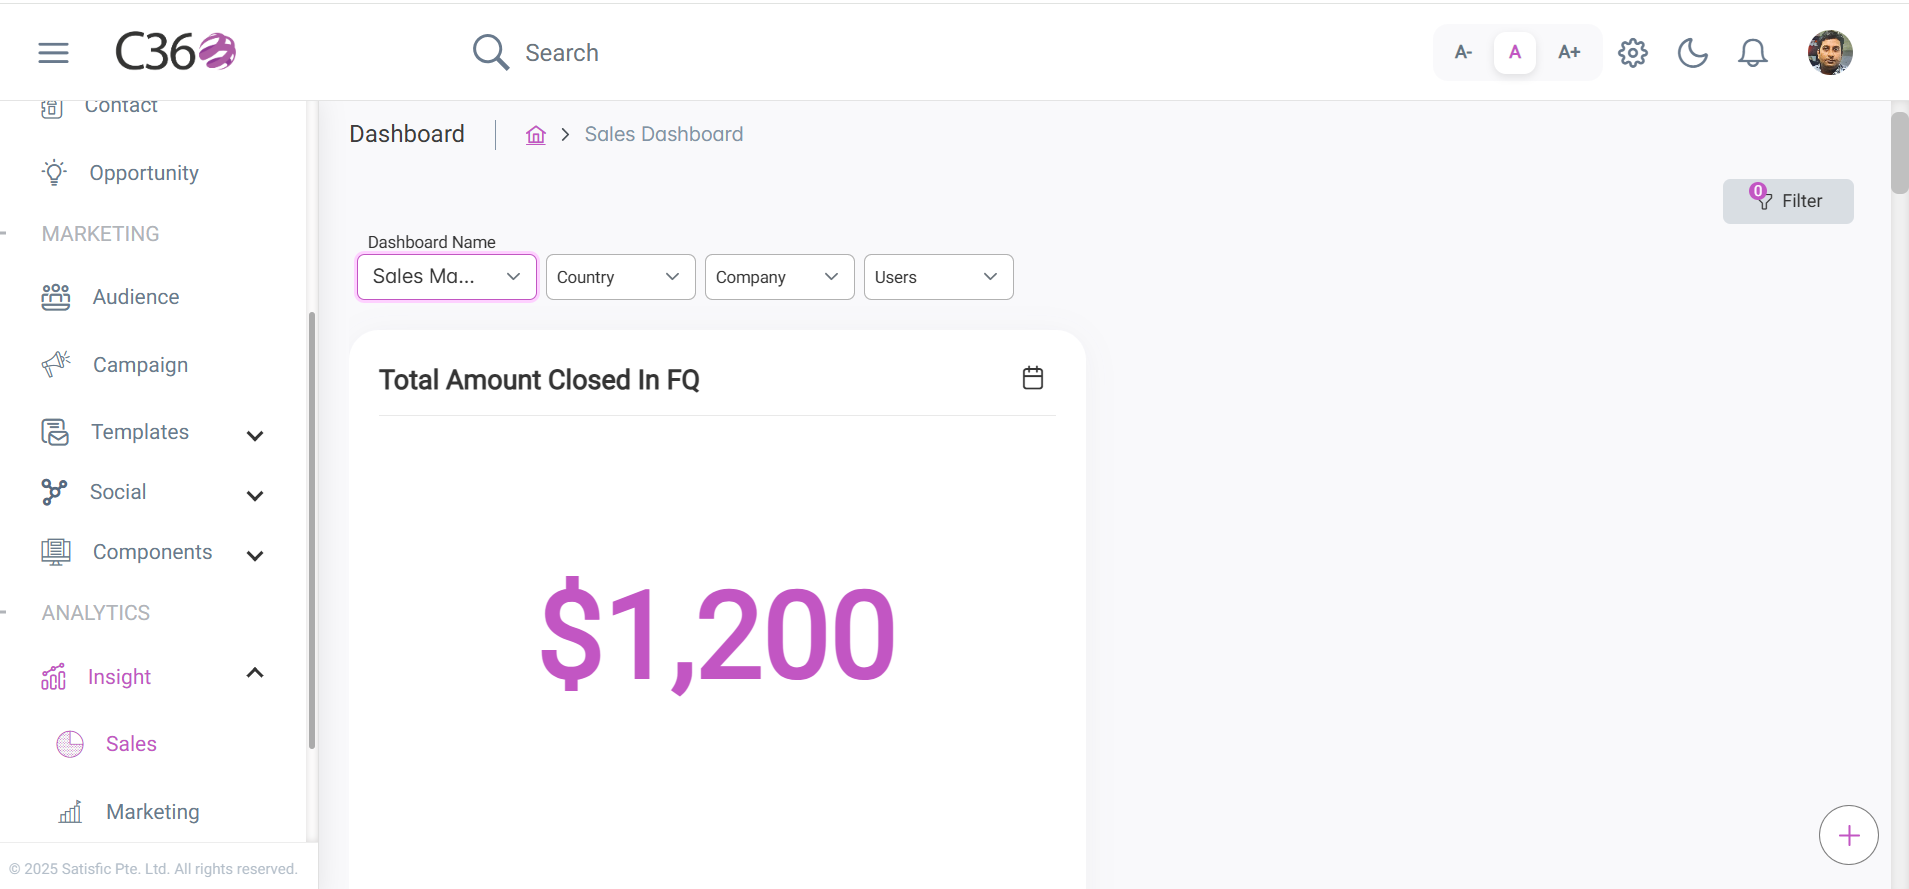 C360
Search
A-
A
A+
Contact
Opportunity
MARKETING
Audience
Campaign
Templates
Social
Components
ANALYTICS
Insight
Sales
Marketing
© 2025 Satisfic Pte. Ltd. All rights reserved.
Dashboard
Sales Dashboard
0
Filter
Dashboard Name
Sales Ma...
Country
Company
Users
Total Amount Closed In FQ
$1,200